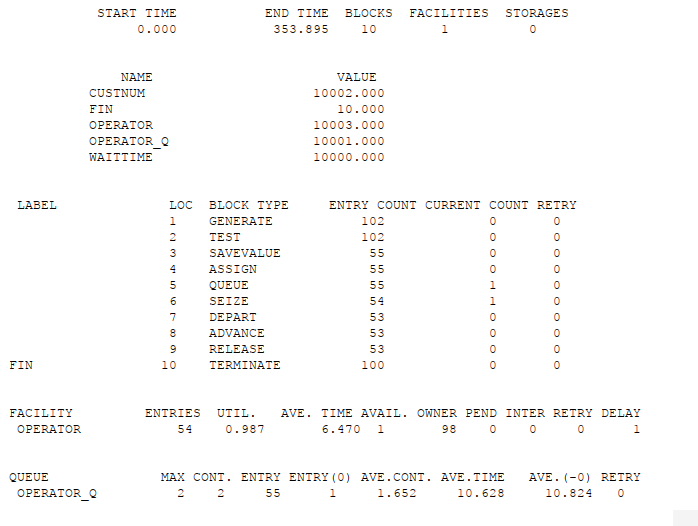 START TIME END TIME BLOCKS FACILITIES STORAGES
0.000 353.895 10 1 0
NAME VALUE
CUSTNUM 10002.000
FIN 10.000
OPERATOR 10003.000
OPERATOR_Q 10001.000
WAITTIME 10000.000
LABEL LOC BLOCK TYPE ENTRY COUNT CURRENT COUNT RETRY
1 GENERATE 102 0 0
2 TEST 102 0 0
3 SAVEVALUE 55 0 0
4 ASSIGN 55 0 0
5 QUEUE 55 1 0
6 SEIZE 54 1 0
7 DEPART 53 0 0
8 ADVANCE 53 0 0
9 RELEASE 53 0 0
FIN 10 TERMINATE 100 0 0
FACILITY ENTRIES UTIL. AVE. TIME AVAIL. OWNER PEND INTER RETRY DELAY
OPERATOR 54 0.987 6.470 1 98 0 0 0 1
QUEUE MAX CONT. ENTRY ENTRY(0) AVE.CONT. AVE.TIME AVE.(-0) RETRY
OPERATOR_Q 2 2 55 1 1.652 10.628 10.824 0